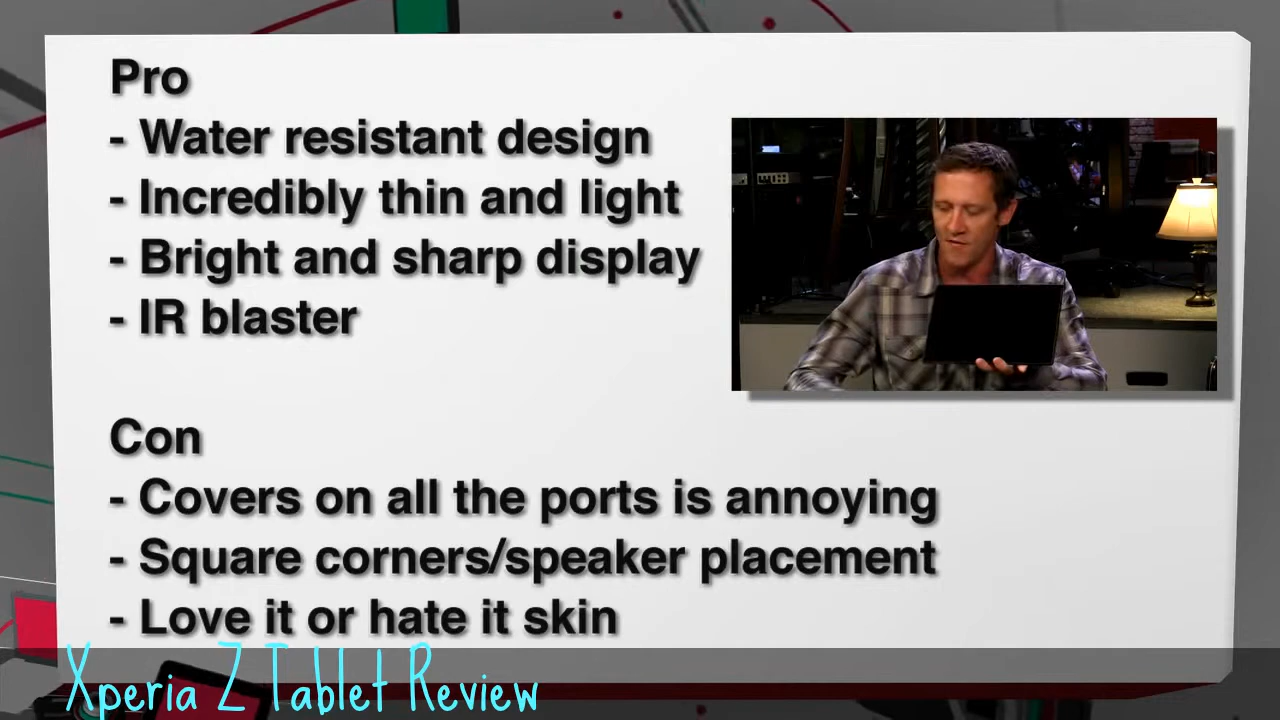 Pro
- Water resistant design
- Incredibly thin and light
- Bright and sharp display
- IR blaster
Con
- Covers on all the ports is annoying
- Square corners/speaker placement
- Love it or hate it skin
Xperia Z Tablet Review